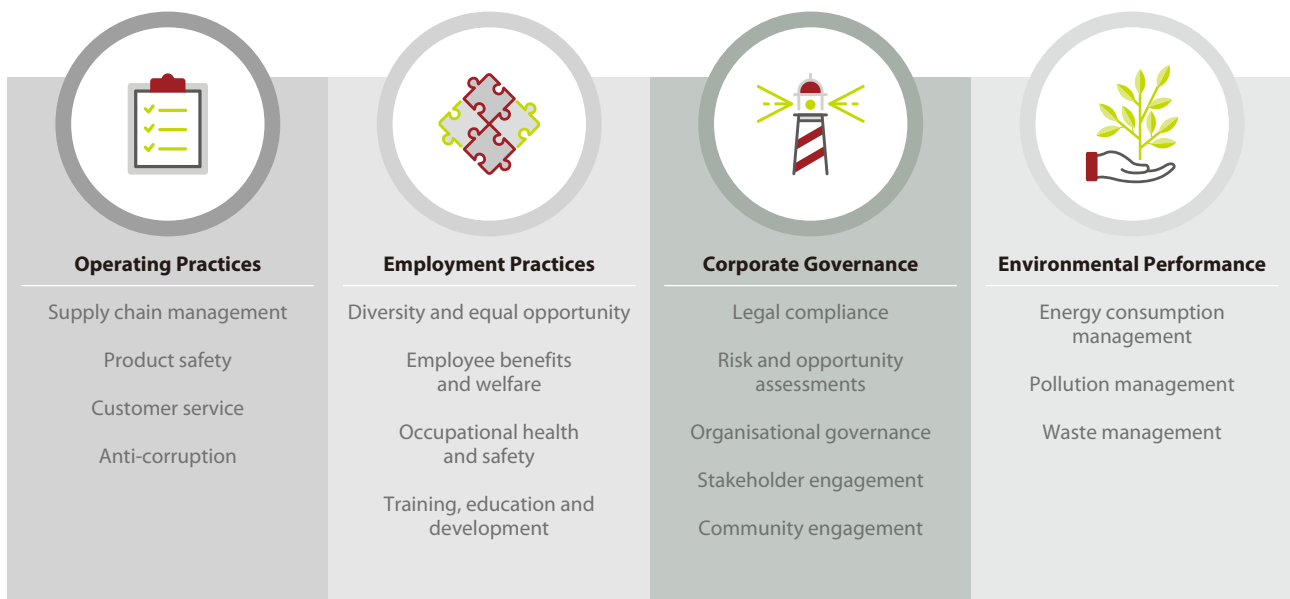 Operating Practices
Supply chain management
Product safety
Customer service
Anti-corruption
Employment Practices
Diversity and equal opportunity
Employee benefits
and welfare
Occupational health
and safety
Training, education and
development
Corporate Governance
Legal compliance
Risk and opportunity
assessments
Organisational governance
Stakeholder engagement
Community engagement
Environmental Performance
Energy consumption
management
Pollution management
Waste management